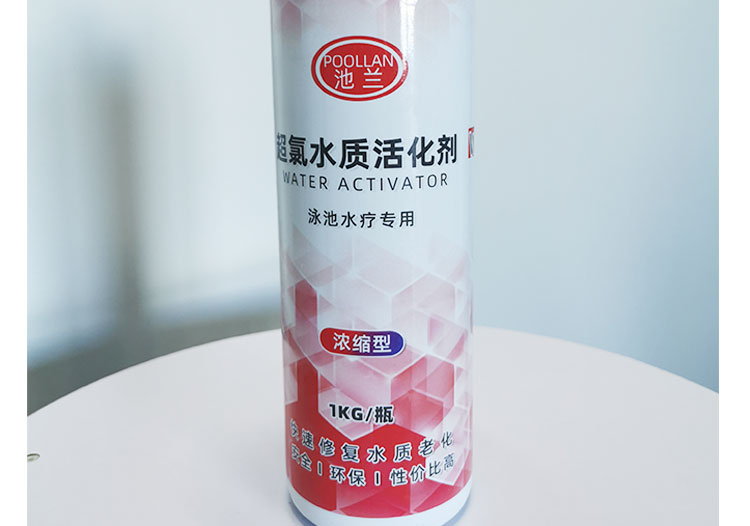 POOLLAN
池兰
超氯水质活化剂
WATER ACTIVATOR
泳池水疗专用
浓缩型
1KG/瓶
快速修复水质老化
安全 | 环保 | 性价比高